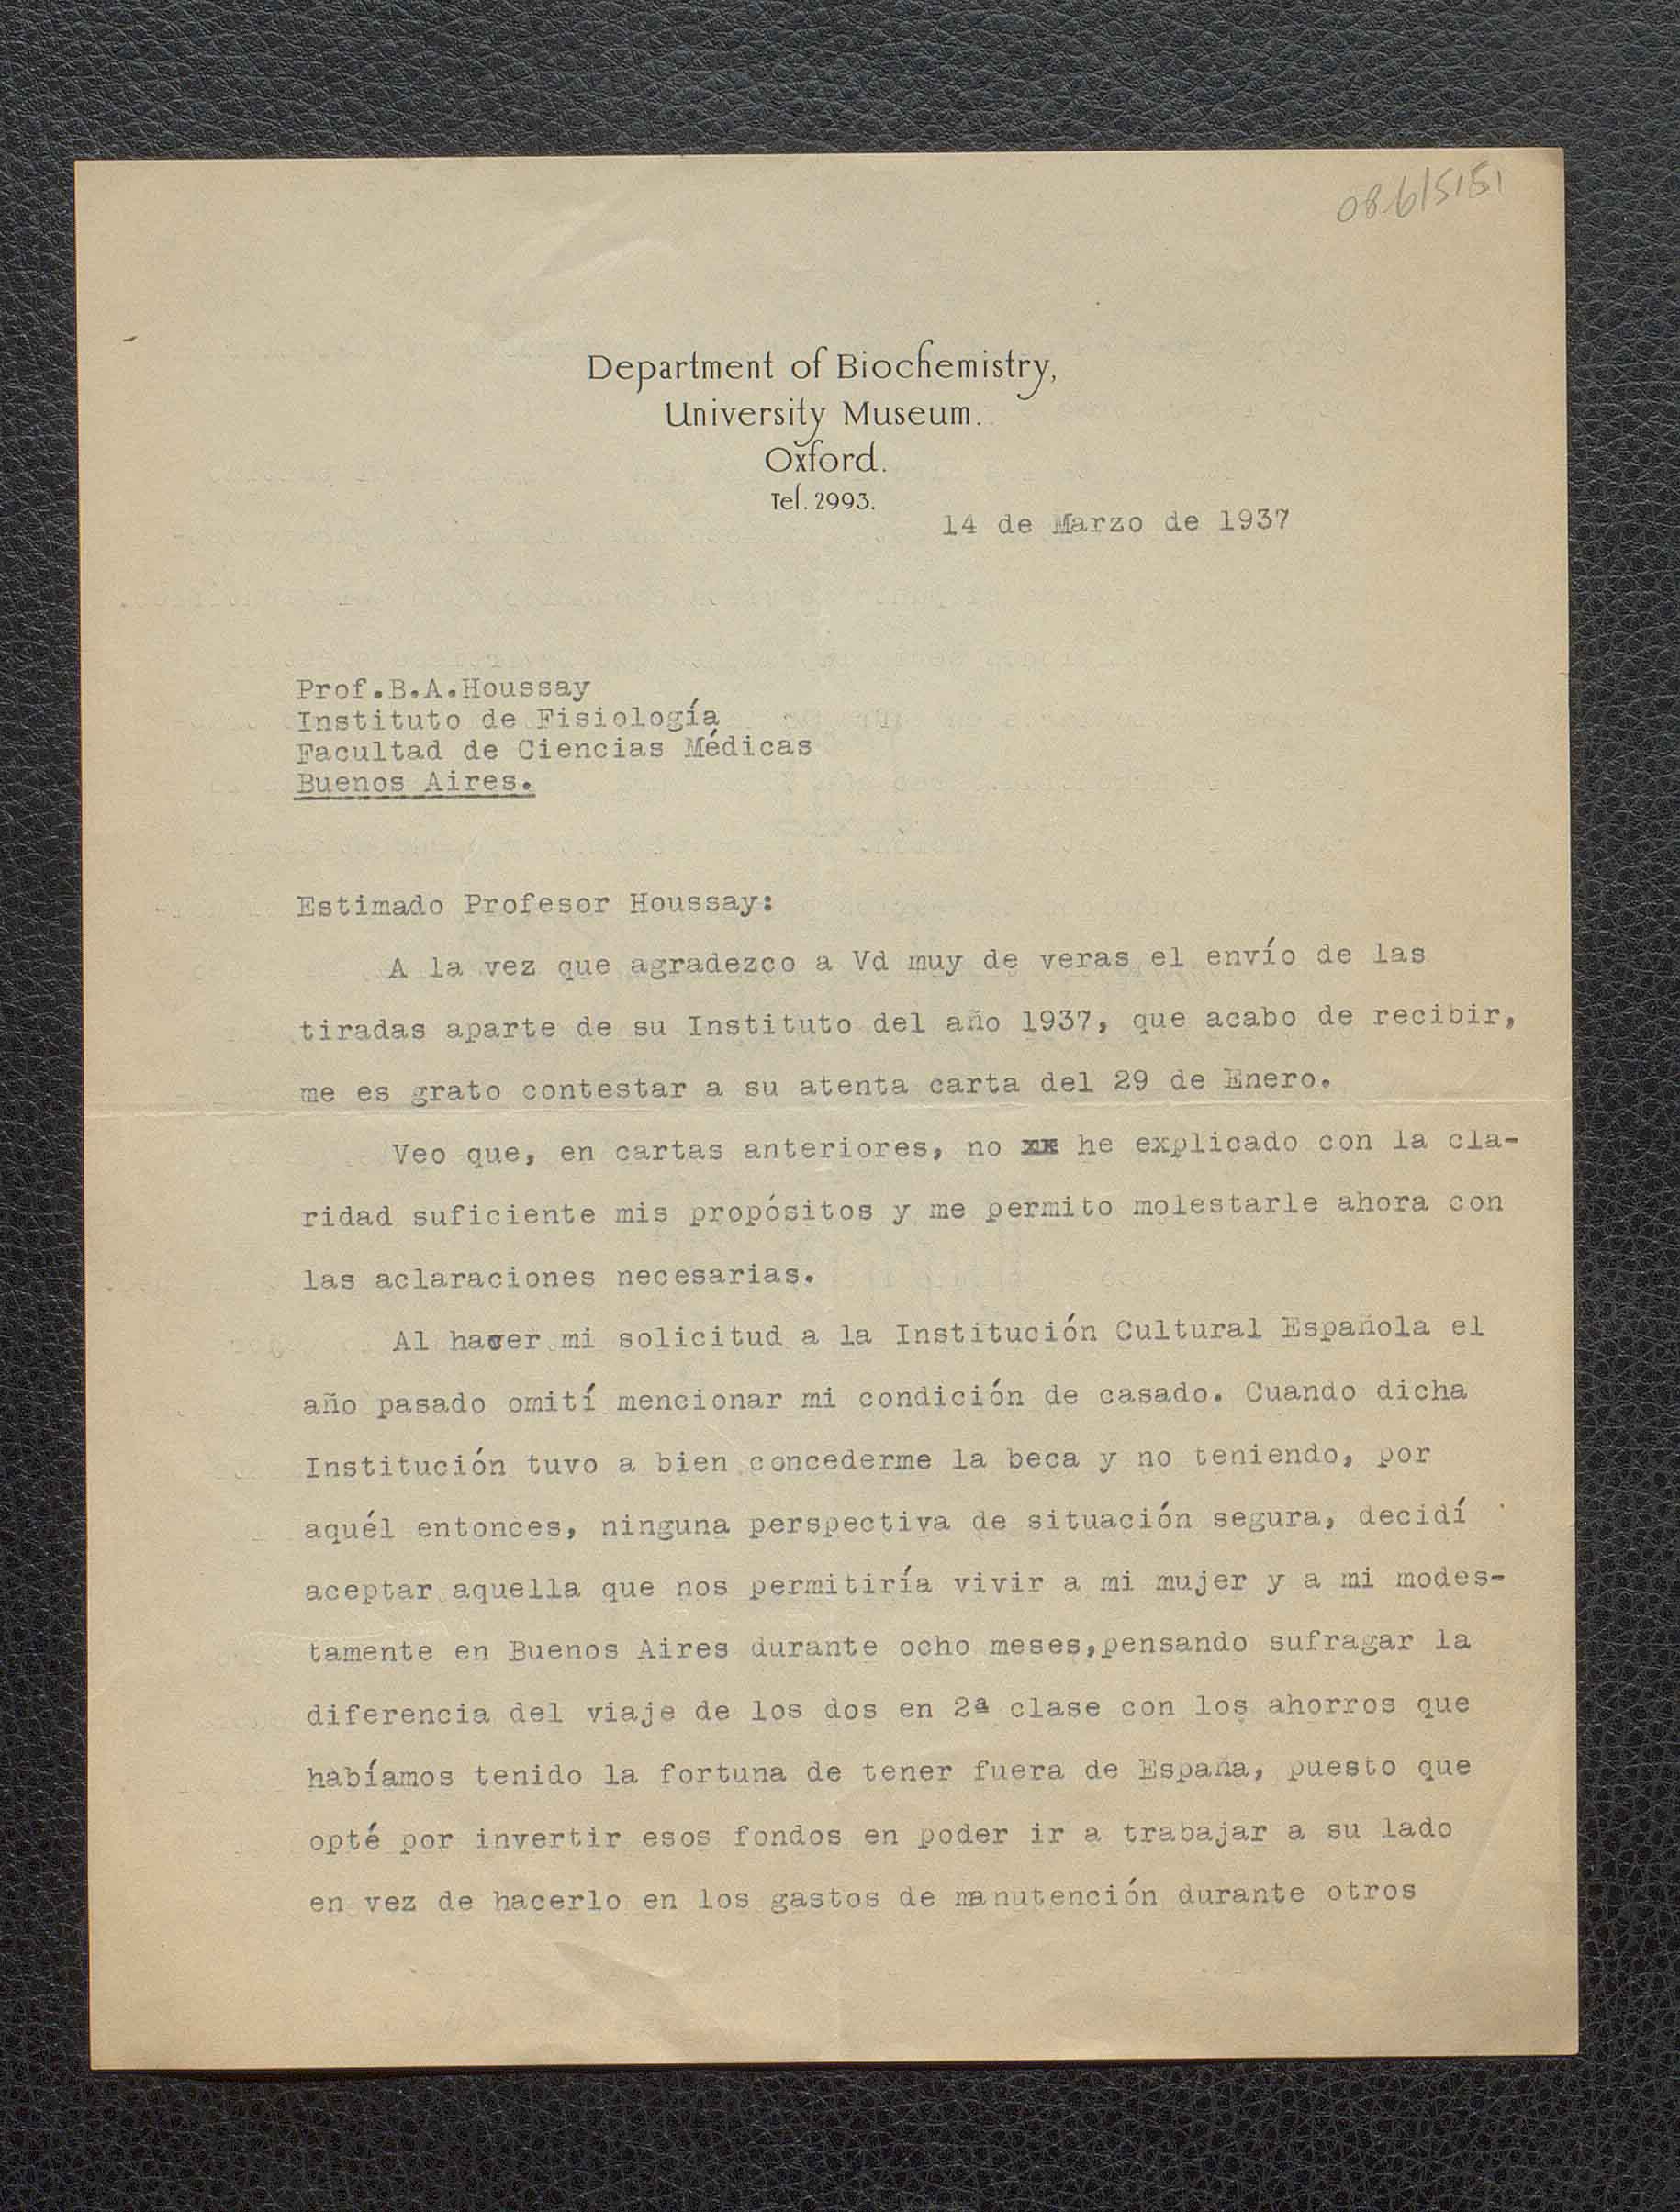 086/5151
Department of Biochemistry,
University Museum.
Oxford.
Tel. 2993.
14 de Marzo de 1937
Prof.B.A.Houssay
Instituto de Fisiología
Facultad de Ciencias Médicas
Buenos Aires.
Estimado Profesor Houssay:
A la vez que agradezco a Vd muy de veras el envío de las
tiradas aparte de su Instituto del año 1937, que acabo de recibir,
me es grato contestar a su atenta carta del 29 de Enero.
Veo que, en cartas anteriores, no he explicado con la cla-
ridad suficiente mis propósitos y me permito molestarle ahora con
las aclaraciones necesarias.
Al hacer mi solicitud a la Institución Cultural Española el
año pasado omití mencionar mi condición de casado. Cuando dicha
Institución tuvo a bien concederme la beca y no teniendo, por
aquél entonces, ninguna perspectiva de situación segura, decidí
aceptar aquella que nos permitiría vivir a mi mujer y a mi modes-
tamente en Buenos Aires durante ocho meses,pensando sufragar la
diferencia del viaje de los dos en 2ª clase con los ahorros que
habíamos tenido la fortuna de tener fuera de España, puesto que
opté por invertir esos fondos en poder ir a trabajar a su lado
en vez de hacerlo en los gastos de manutención durante otros